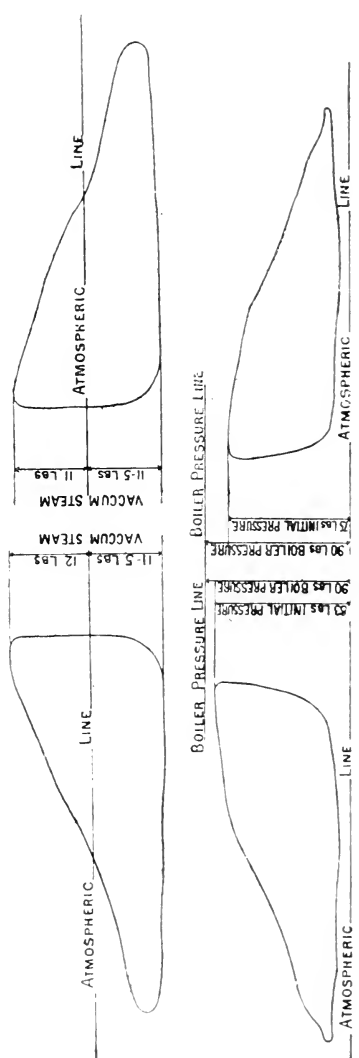 ATMOSPHERIC LINE
12 Lbs
11-5 Lbs
VACCUM STEAM
11 Lbs
11-5 Lbs
VACCUM STEAM
ATMOSPHERIC LINE
BOILER PRESSURE LINE
83 Lbs INITIAL PRESSURE
90 Lbs BOILER PRESSURE
ATMOSPHERIC LINE
BOILER PRESSURE LINE
90 Lbs BOILER PRESSURE
75 Lbs INITIAL PRESSURE
ATMOSPHERIC LINE